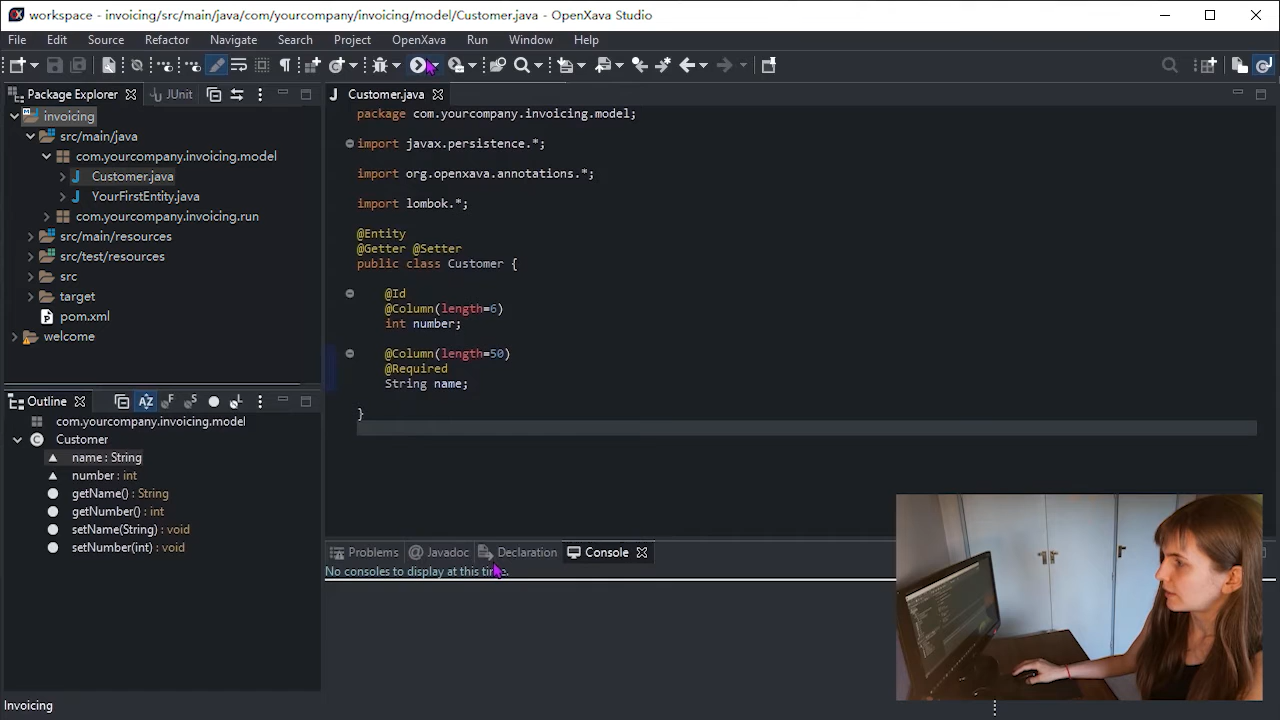 workspace - invoicing/src/main/java/com/yourcompany/invoicing/model/Customer.java - OpenXava Studio
File Edit Source Refactor Navigate Search Project OpenXava Run Window Help
Package Explorer
JUnit
invoicing
src/main/java
com.yourcompany.invoicing.model
Customer.java
YourFirstEntity.java
com.yourcompany.invoicing.run
src/main/resources
src/test/resources
src
target
pom.xml
welcome
Outline
com.yourcompany.invoicing.model
Customer
name : String
number : int
getName() : String
getNumber() : int
setName(String) : void
setNumber(int) : void
Customer.java
package com.yourcompany.invoicing.model;
import javax.persistence.*;
import org.openxava.annotations.*;
import lombok.*;
@Entity
@Getter @Setter
public class Customer {
@Id
@Column(length=6)
int number;
@Column(length=50)
@Required
String name;
}
Problems @ Javadoc Declaration Console
No consoles to display at this time.
Invoicing